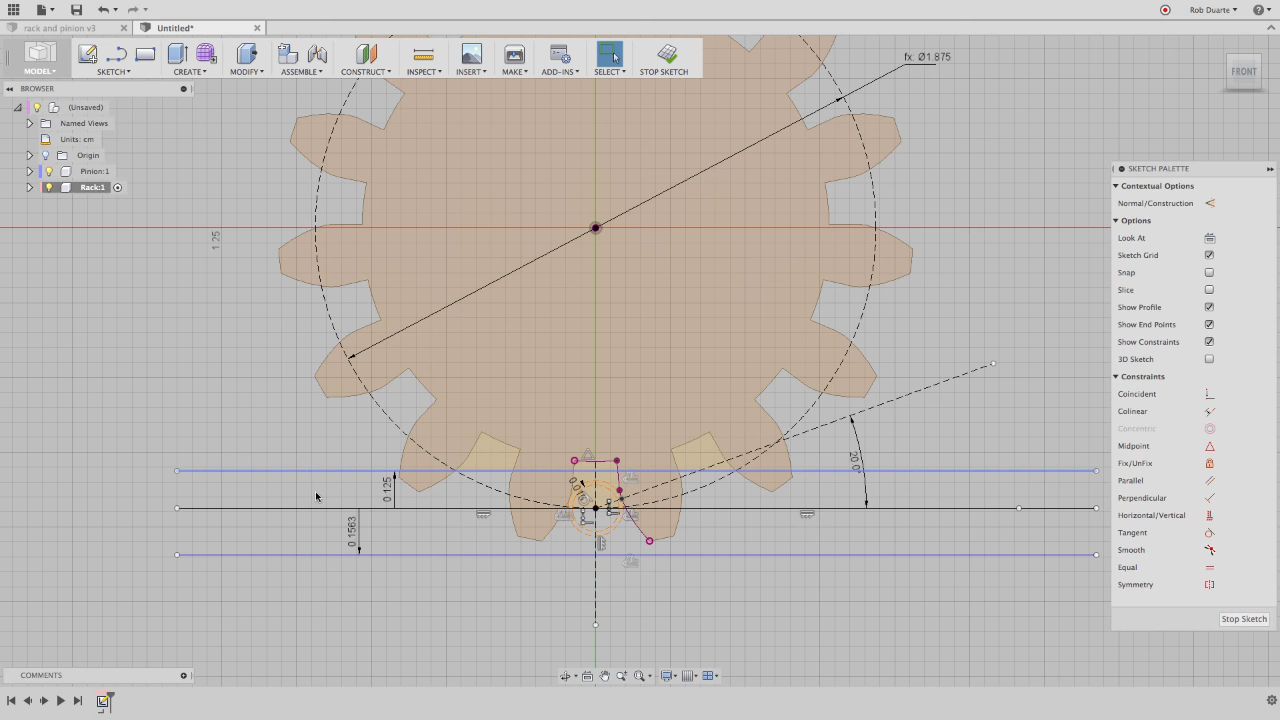 Rob Duarte
rack and pinion v3
Untitled*
MODEL
SKETCH
CREATE
MODIFY
ASSEMBLE
CONSTRUCT
INSPECT
INSERT
MAKE
ADD-INS
SELECT
STOP SKETCH
fx: Ø1.875
FRONT
BROWSER
(Unsaved)
Named Views
Units: cm
Origin
Pinion:1
Rack:1
1.25
SKETCH PALETTE
Contextual Options
Normal/Construction
Options
Look At
Sketch Grid
Snap
Slice
Show Profile
Show End Points
Show Constraints
3D Sketch
Constraints
Coincident
Colinear
Concentric
Midpoint
Fix/UnFix
Parallel
Perpendicular
Horizontal/Vertical
Tangent
Smooth
Equal
Symmetry
Stop Sketch
20.0°
0.125
0.1563
COMMENTS